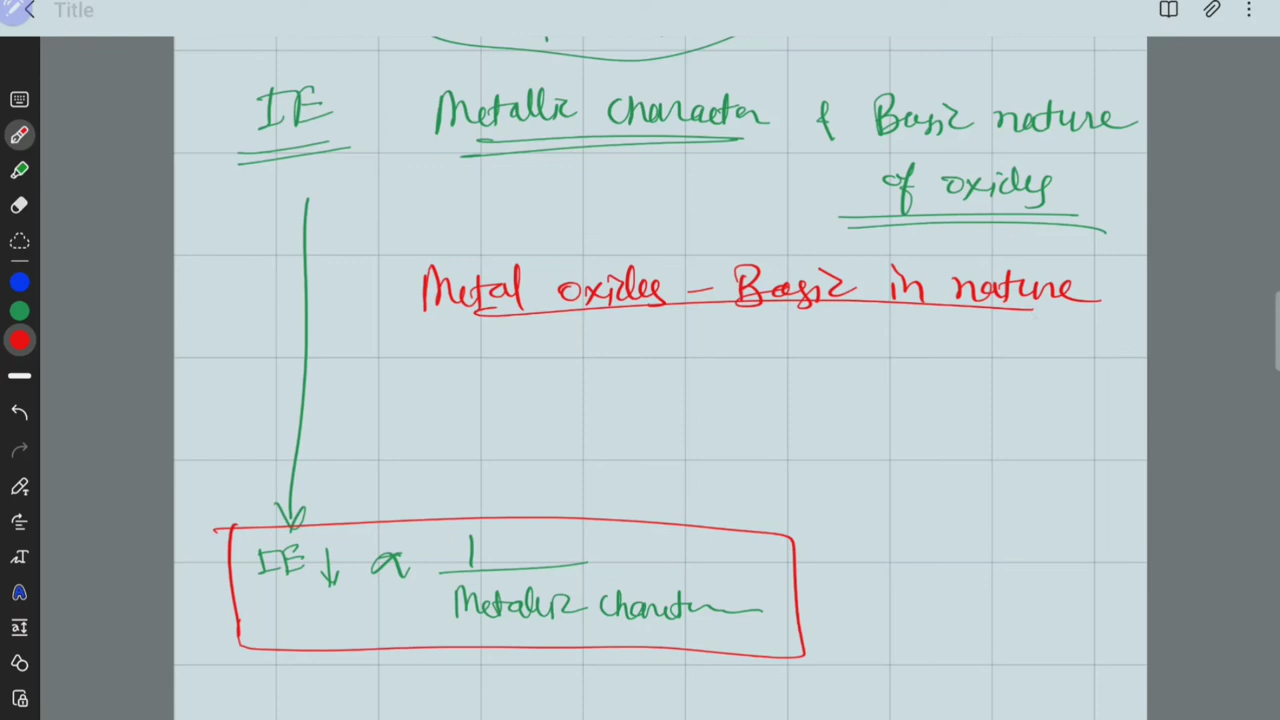 Title
IE Metallic character & Basic nature
of oxides
Metal oxides - Basic in nature
IE ↓ ∝ 1
Metallic character